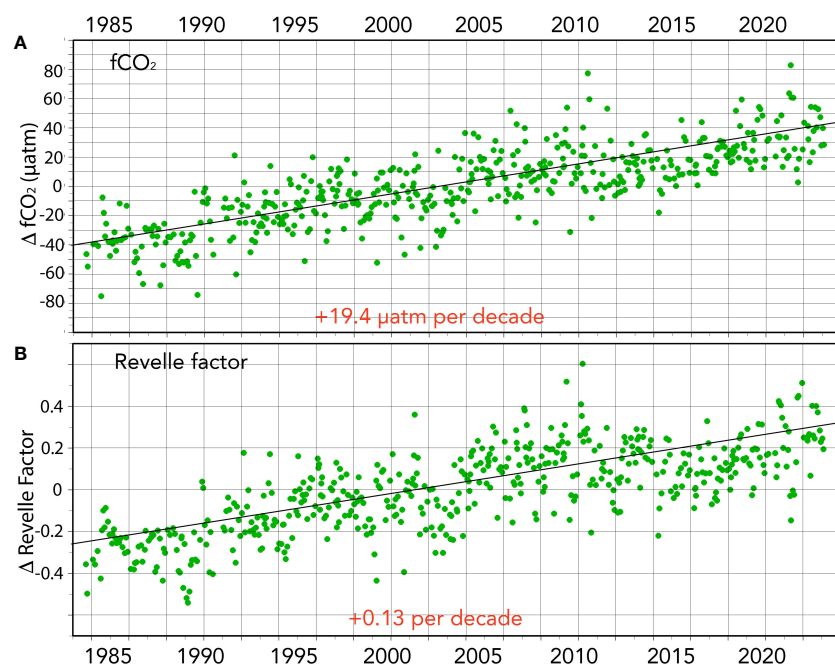 1985 1990 1995 2000 2005 2010 2015 2020
A
fCO₂
80
60
40
20
0
-20
-40
-60
-80
Δ fCO₂ (µatm)
+19.4 µatm per decade
B
Revelle factor
0.4
0.2
0
-0.2
-0.4
Δ Revelle Factor
+0.13 per decade
1985 1990 1995 2000 2005 2010 2015 2020